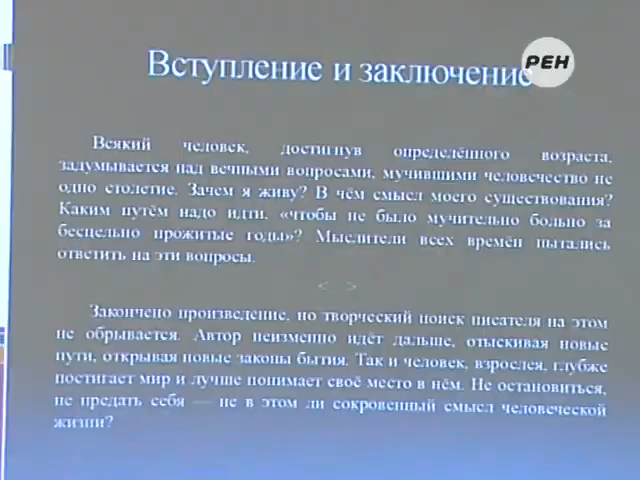 Вступление и заключение
РЕН
Всякий человек, достигнув определённого возраста,
задумывается над вечными вопросами, мучившими человечество не
одно столетие. Зачем я живу? В чём смысл моего существования?
Каким путём надо идти, «чтобы не было мучительно больно за
бесцельно прожитые годы»? Мыслители всех времён пытались
ответить на эти вопросы.
< >
Закончено произведение, но творческий поиск писателя на этом
не обрывается. Автор неизменно идёт дальше, отыскивая новые
пути, открывая новые законы бытия. Так и человек, взрослея, глубже
постигает мир и лучше понимает своё место в нём. Не остановиться,
не предать себя — не в этом ли сокровенный смысл человеческой
жизни?